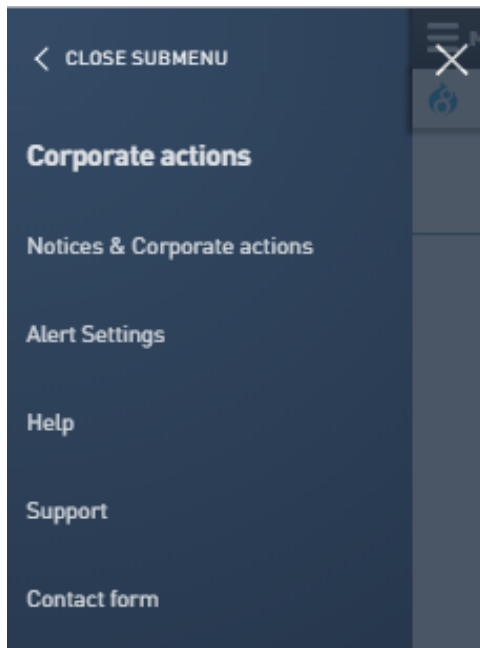 CLOSE SUBMENU
Corporate actions
Notices & Corporate actions
Alert Settings
Help
Support
Contact form